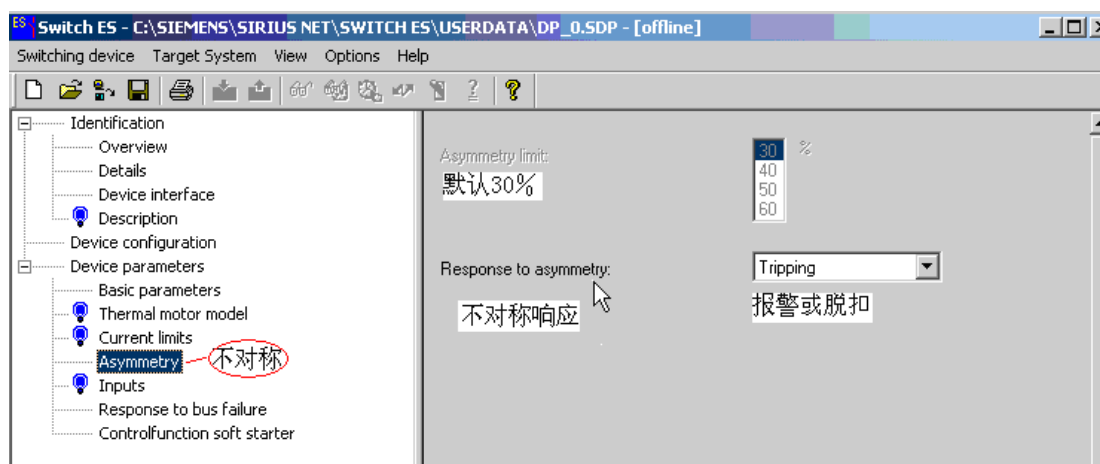 ES Switch ES - C:\SIEMENS\SIRIUS NET\SWITCH ES\USERDATA\DP_0.SDP - [offline]
Switching device Target System View Options Help
Identification
Overview
Details
Device interface
Description
Device configuration
Device parameters
Basic parameters
Thermal motor model
Current limits
Asymmetry 不对称
Inputs
Response to bus failure
Controlfunction soft starter
Asymmetry limit:
默认30%
30 %
40
50
60
Response to asymmetry:
Tripping
不对称响应
报警或脱扣